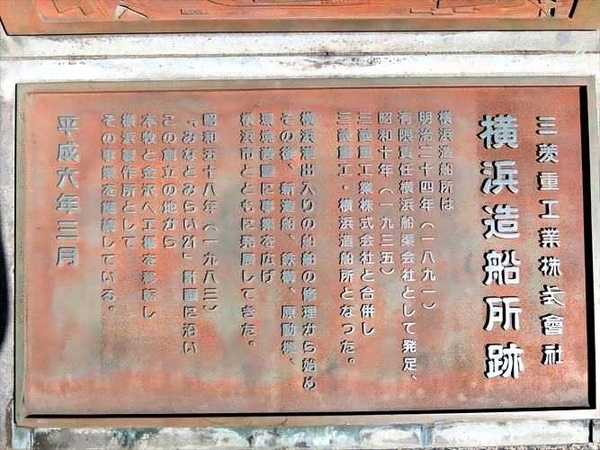 三菱重工業株式會社
横浜造船所跡
横浜造船所は
明治二十四年（一八九一）
有限責任横浜船渠会社として発足、
昭和十年（一九三五）
三菱重工業株式会社と合併し
三菱重工・横浜造船所となった。
横浜港出入りの船舶の修理から始め
その後、新造船、鉄構、原動機、
環境装置に事業を広げ
横浜市とともに発展してきた。
昭和五十八年（一九八三）
「みなとみらい21」計画に沿い
この創立の地から
本牧と金沢へ工場を移転し
横浜製作所として
その事業を継続している。
平成六年三月